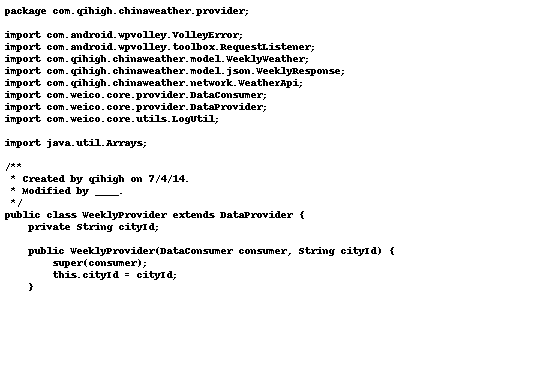 package com.qihigh.chinaweather.provider;

import com.android.wpvolley.VolleyError;
import com.android.wpvolley.toolbox.RequestListener;
import com.qihigh.chinaweather.model.WeeklyWeather;
import com.qihigh.chinaweather.model.json.WeeklyResponse;
import com.qihigh.chinaweather.network.WeatherApi;
import com.weico.core.provider.DataConsumer;
import com.weico.core.provider.DataProvider;
import com.weico.core.utils.LogUtil;

import java.util.Arrays;

/**
 * Created by qihigh on 7/4/14.
 * Modified by ____.
 */
public class WeeklyProvider extends DataProvider {
    private String cityId;

    public WeeklyProvider(DataConsumer consumer, String cityId) {
        super(consumer);
        this.cityId = cityId;
    }